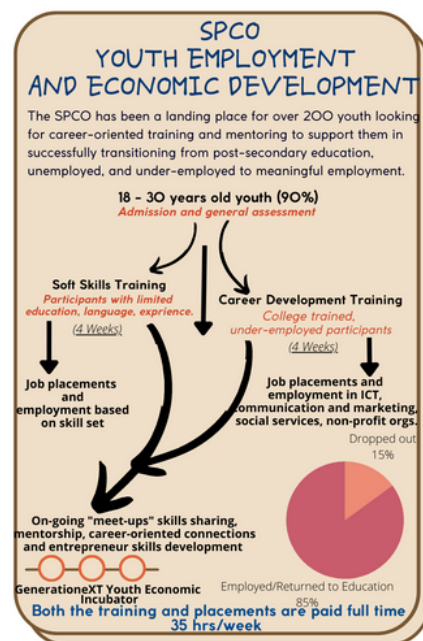 SPCO
YOUTH EMPLOYMENT
AND ECONOMIC DEVELOPMENT
The SPCO has been a landing place for over 200 youth looking
for career-oriented training and mentoring to support them in
successfully transitioning from post-secondary education,
unemployed, and under-employed to meaningful employment.
18 - 30 years old youth (90%)
Admission and general assessment
Soft Skills Training
Participants with limited
education, language, exprience.
(4 Weeks)
Job placements
and
employment based
on skill set
Career Development Training
College trained,
under-employed participants
(4 Weeks)
Job placements and
employment in ICT,
communication and marketing,
social services, non-profit orgs.
Dropped out
15%
On-going "meet-ups" skills sharing,
mentorship, career-oriented connections
and entrepreneur skills development
GenerationeXT Youth Economic
Incubator
Employed/Returned to Education
85%
Both the training and placements are paid full time
35 hrs/week